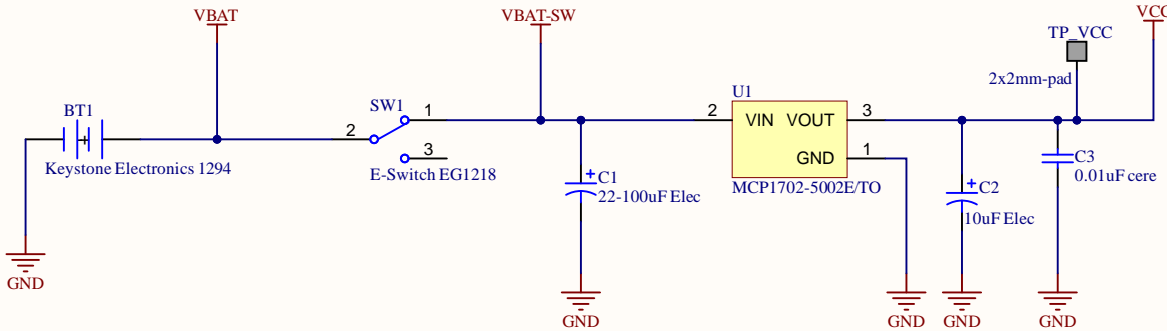 VBAT
VBAT-SW
VCC
TP_VCC
2x2mm-pad
BT1
Keystone Electronics 1294
SW1
2
1
3
E-Switch EG1218
C1
22-100uF Elec
U1
2
VIN VOUT
3
GND
1
MCP1702-5002E/TO
C2
10uF Elec
C3
0.01uF cere
GND
GND
GND
GND
GND